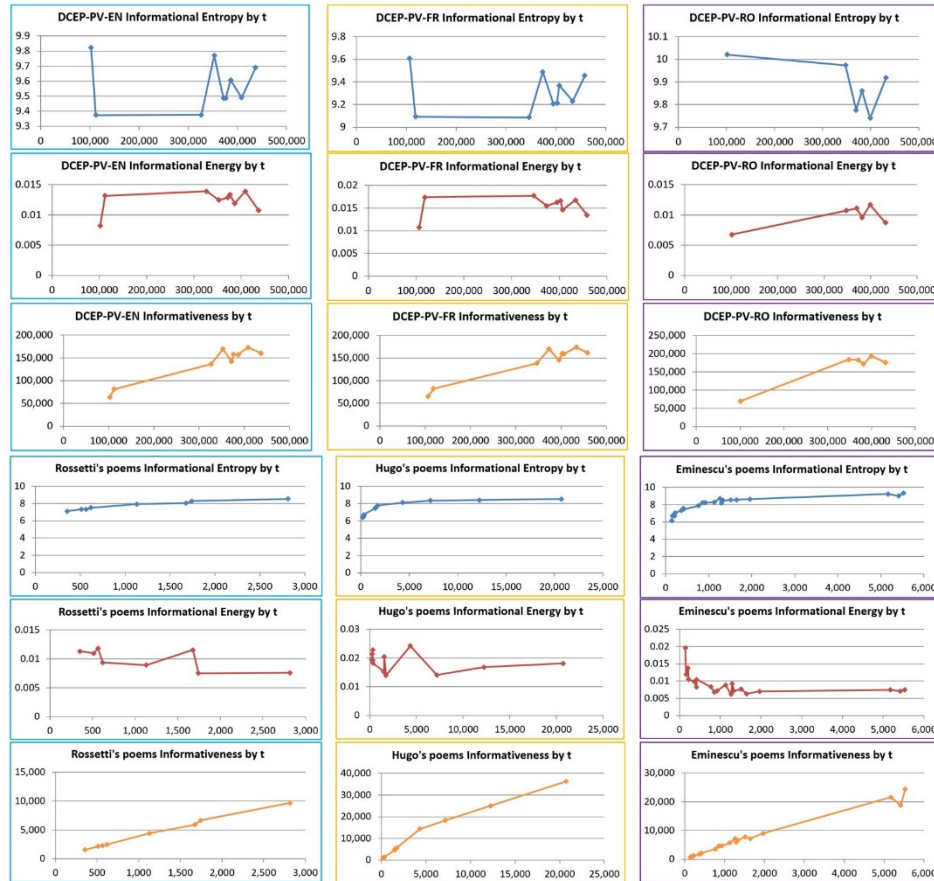 DCEP-PV-EN Informational Entropy by t
9.9
9.8
9.7
9.6
9.5
9.4
9.3
0 100,000 200,000 300,000 400,000 500,000
DCEP-PV-FR Informational Entropy by t
9.8
9.6
9.4
9.2
9
0 100,000 200,000 300,000 400,000 500,000
DCEP-PV-RO Informational Entropy by t
10.1
10
9.9
9.8
9.7
0 100,000 200,000 300,000 400,000 500,000
DCEP-PV-EN Informational Energy by t
0.015
0.01
0.005
0
0 100,000 200,000 300,000 400,000 500,000
DCEP-PV-FR Informational Energy by t
0.02
0.015
0.01
0.005
0
0 100,000 200,000 300,000 400,000 500,000
DCEP-PV-RO Informational Energy by t
0.015
0.01
0.005
0
0 100,000 200,000 300,000 400,000 500,000
DCEP-PV-EN Informativeness by t
200,000
150,000
100,000
50,000
0
0 100,000 200,000 300,000 400,000 500,000
DCEP-PV-FR Informativeness by t
200,000
150,000
100,000
50,000
0
0 100,000 200,000 300,000 400,000 500,000
DCEP-PV-RO Informativeness by t
250,000
200,000
150,000
100,000
50,000
0
0 100,000 200,000 300,000 400,000 500,000
Rossetti's poems Informational Entropy by t
10
8
6
4
2
0
0 500 1,000 1,500 2,000 2,500 3,000
Hugo's poems Informational Entropy by t
10
8
6
4
2
0
0 5,000 10,000 15,000 20,000 25,000
Eminescu's poems Informational Entropy by t
10
8
6
4
2
0
0 1,000 2,000 3,000 4,000 5,000 6,000
Rossetti's poems Informational Energy by t
0.015
0.01
0.005
0
0 500 1,000 1,500 2,000 2,500 3,000
Hugo's poems Informational Energy by t
0.03
0.02
0.01
0
0 5,000 10,000 15,000 20,000 25,000
Eminescu's poems Informational Energy by t
0.025
0.02
0.015
0.01
0.005
0
0 1,000 2,000 3,000 4,000 5,000 6,000
Rossetti's poems Informativeness by t
15,000
10,000
5,000
0
0 500 1,000 1,500 2,000 2,500 3,000
Hugo's poems Informativeness by t
40,000
30,000
20,000
10,000
0
0 5,000 10,000 15,000 20,000 25,000
Eminescu's poems Informativeness by t
30,000
20,000
10,000
0
0 1,000 2,000 3,000 4,000 5,000 6,000